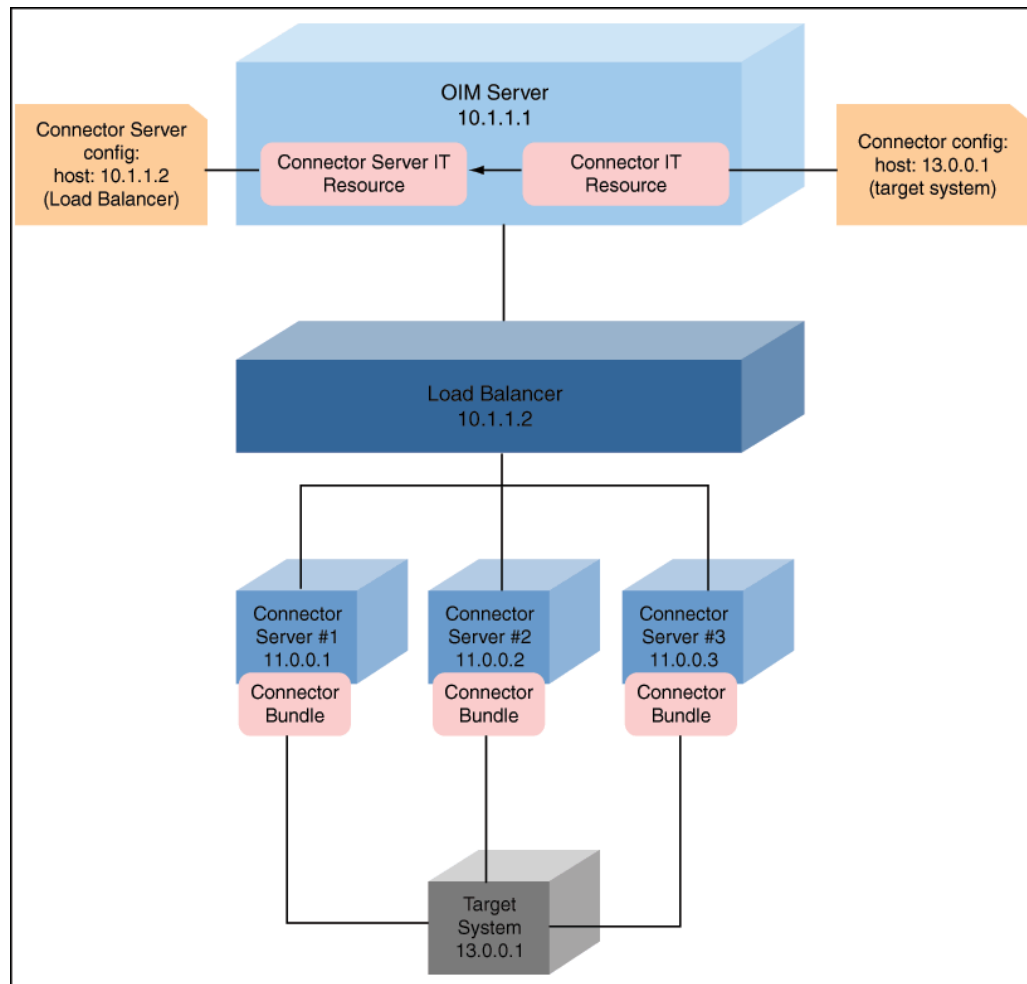 OIM Server
10.1.1.1
Connector Server
config:
host: 10.1.1.2
(Load Balancer)
Connector Server IT
Resource
Connector IT
Resource
Connector config:
host: 13.0.0.1
(target system)
Load Balancer
10.1.1.2
Connector
Server #1
11.0.0.1
Connector
Bundle
Connector
Server #2
11.0.0.2
Connector
Bundle
Connector
Server #3
11.0.0.3
Connector
Bundle
Target
System
13.0.0.1